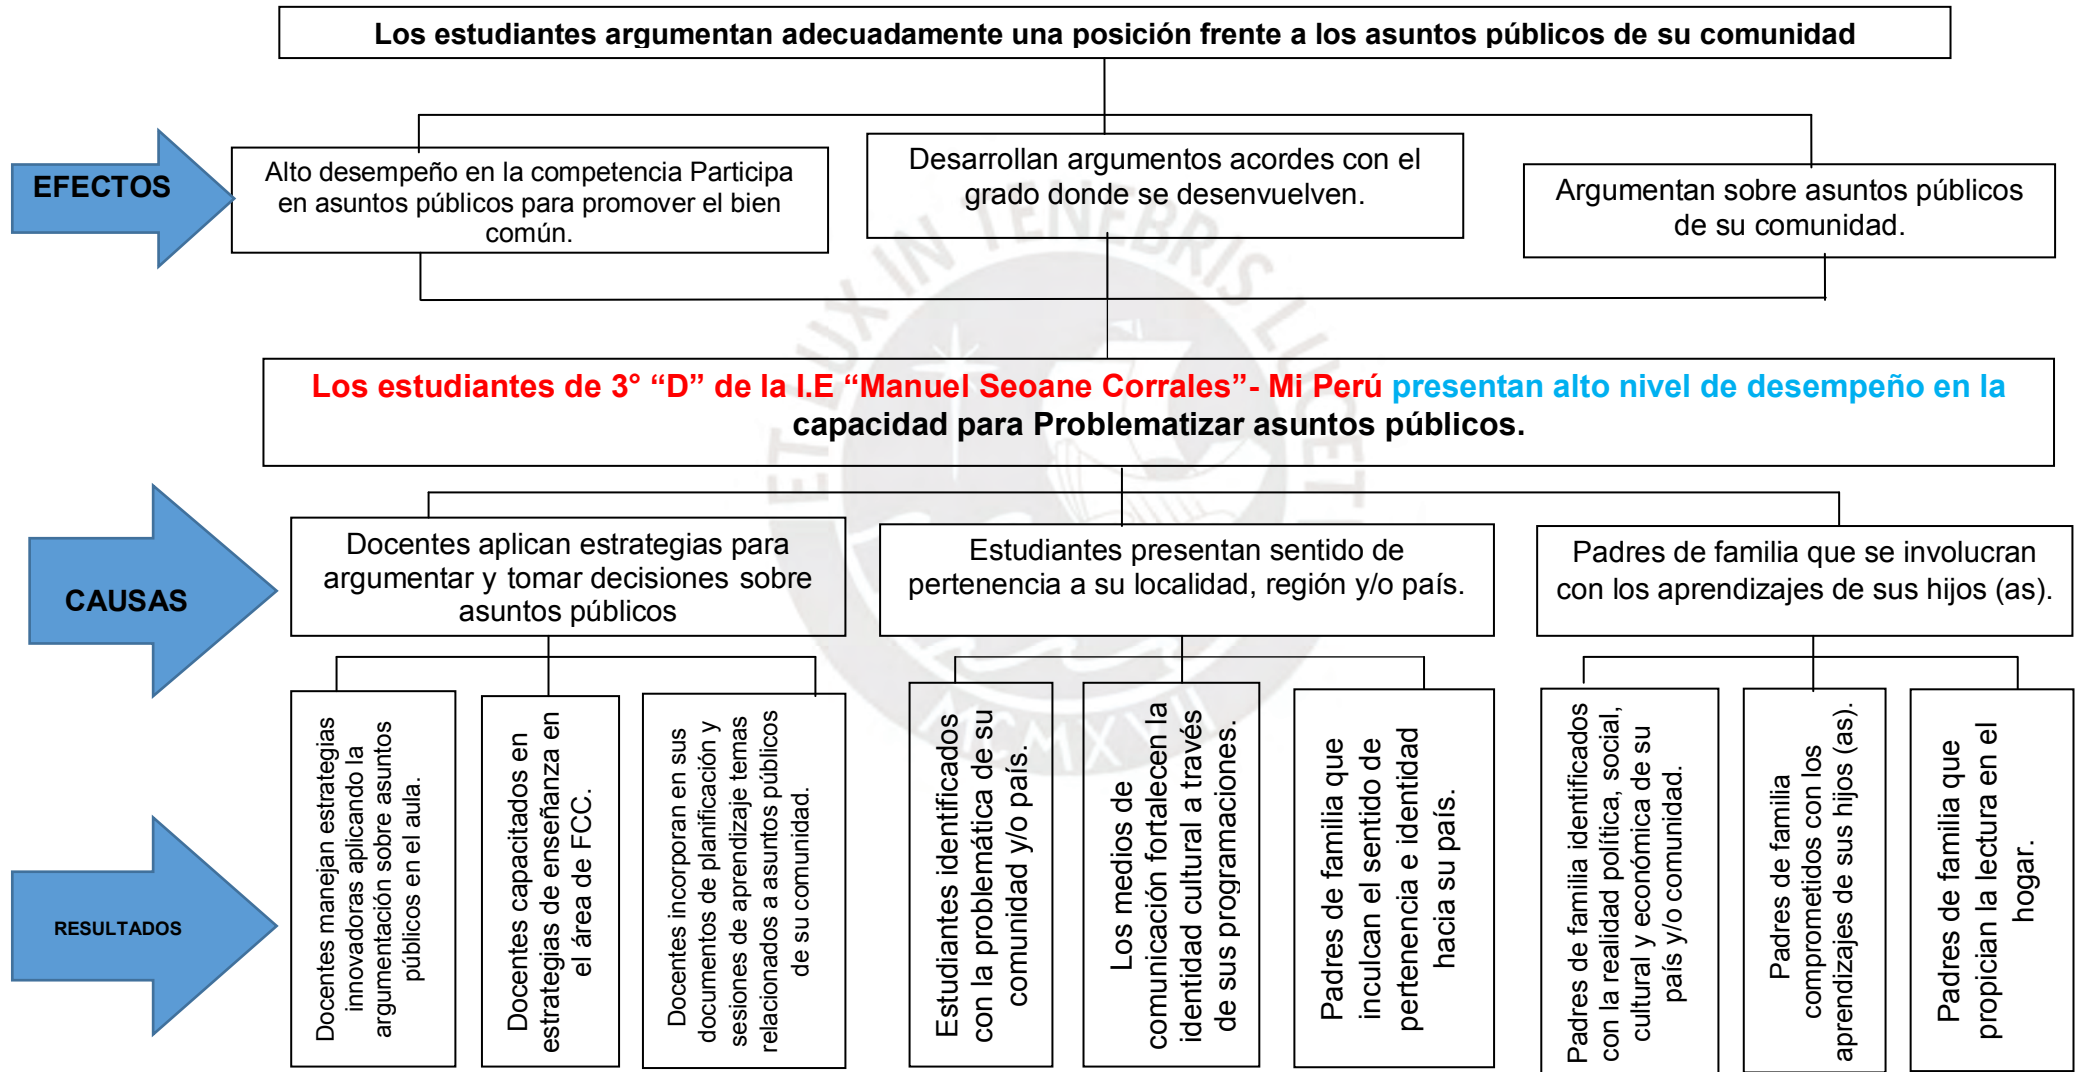 Los estudiantes argumentan adecuadamente una posición frente a los asuntos públicos de su comunidad
EFECTOS
Alto desempeño en la competencia Participa
en asuntos públicos para promover el bien
común.
Desarrollan argumentos acordes con el
grado donde se desenvuelven.
Argumentan sobre asuntos públicos
de su comunidad.
Los estudiantes de 3° “D” de la I.E “Manuel Seoane Corrales”- Mi Perú presentan alto nivel de desempeño en la
capacidad para Problematizar asuntos públicos.
CAUSAS
Docentes aplican estrategias para
argumentar y tomar decisiones sobre
asuntos públicos
Estudiantes presentan sentido de
pertenencia a su localidad, región y/o país.
Padres de familia que se involucran
con los aprendizajes de sus hijos (as).
RESULTADOS
Docentes manejan estrategias
innovadoras aplicando la
argumentación sobre asuntos
públicos en el aula.
Docentes capacitados en
estrategias de enseñanza en
el área de FCC.
Docentes incorporan en sus
documentos de planificación y
sesiones de aprendizaje temas
relacionados a asuntos públicos
de su comunidad.
Estudiantes identificados
con la problemática de su
comunidad y/o país.
Los medios de
comunicación fortalecen la
identidad cultural a través
de sus programaciones.
Padres de familia que
inculcan el sentido de
pertenencia e identidad
hacia su país.
Padres de familia identificados
con la realidad política, social,
cultural y económica de su
país y/o comunidad.
Padres de familia
comprometidos con los
aprendizajes de sus hijos (as).
Padres de familia que
propician la lectura en el
hogar.
ET LUX IN TENEBRIS LUCET
MCMXVII